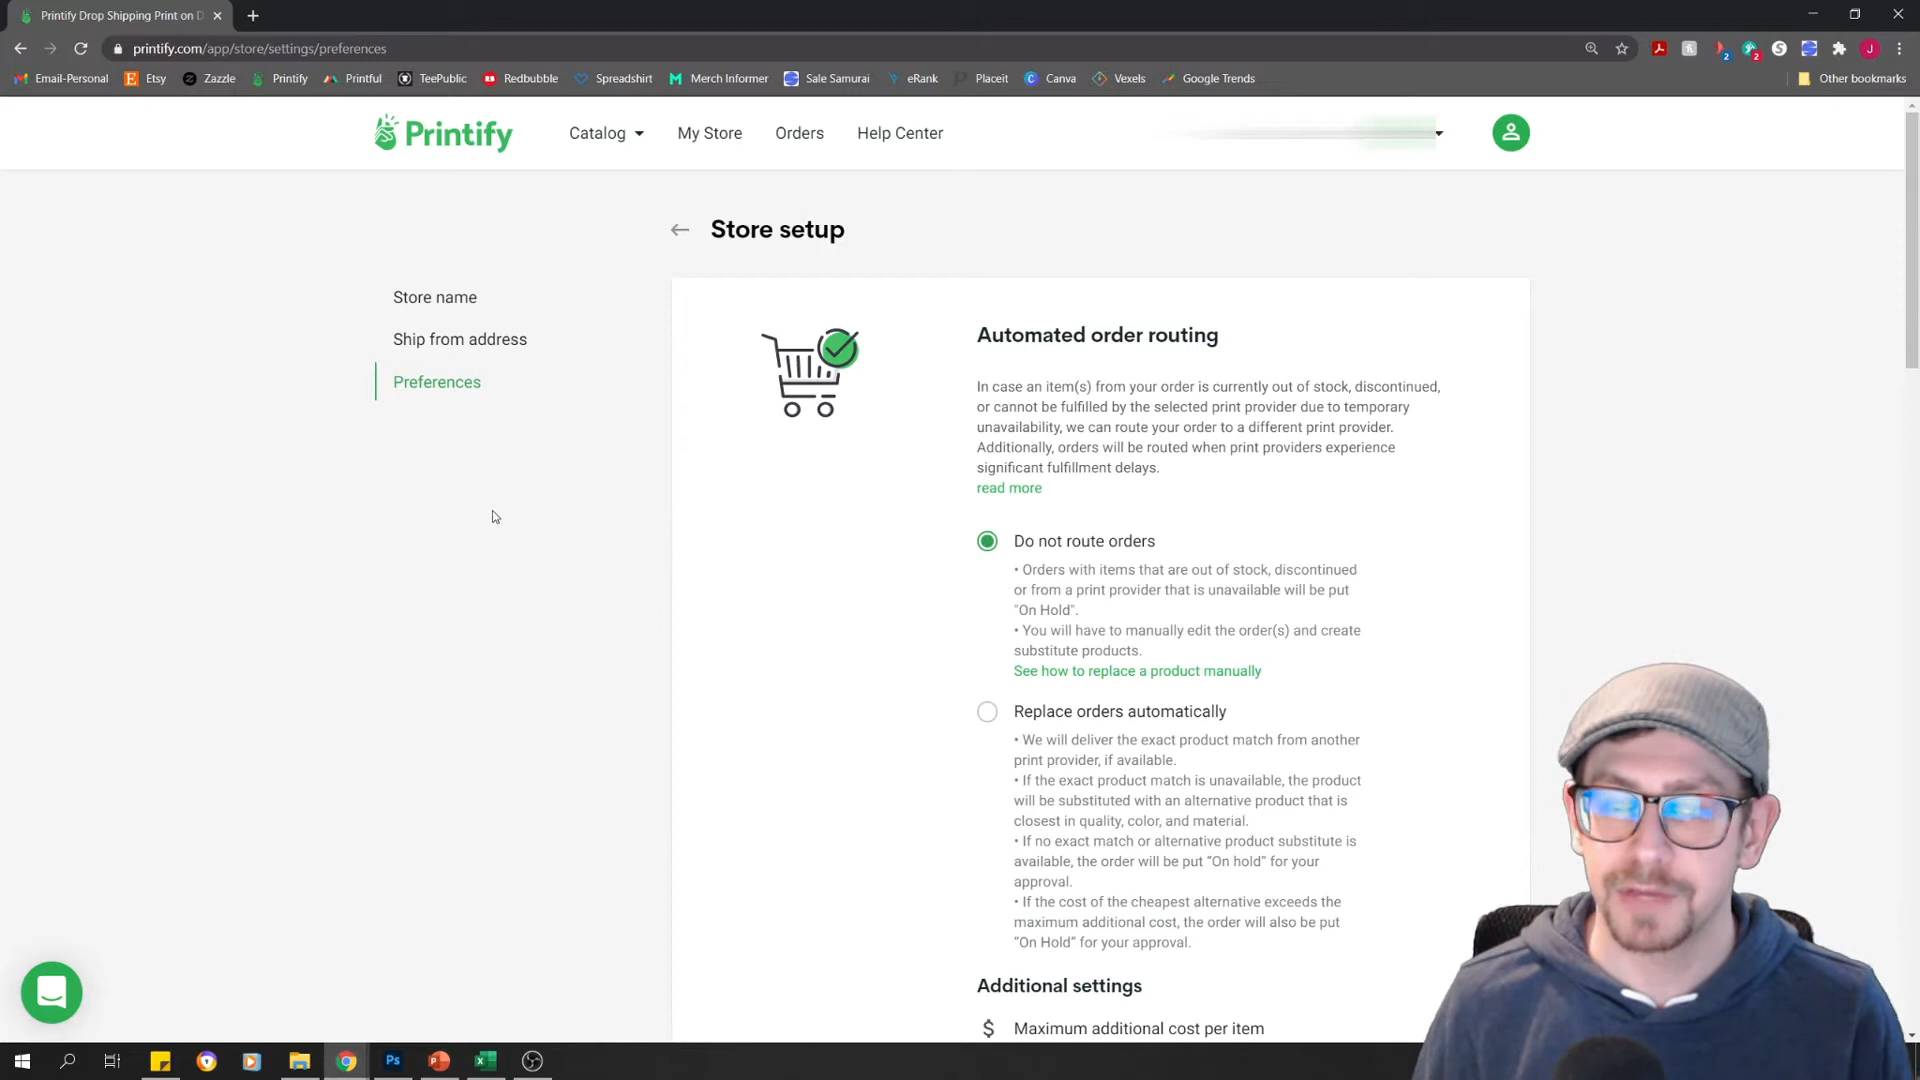 Printify Drop Shipping Print on D
printify.com/app/store/settings/preferences
J
2
2
Email-Personal
Etsy
Zazzle
Printify
Printful
TeePublic
Redbubble
Spreadshirt
Merch Informer
Sale Samurai
eRank
Placeit
Canva
Vexels
Google Trends
Other bookmarks
Printify
Catalog
My Store
Orders
Help Center
Store setup
Store name
Ship from address
Preferences
Automated order routing
In case an item(s) from your order is currently out of stock, discontinued,
or cannot be fulfilled by the selected print provider due to temporary
unavailability, we can route your order to a different print provider.
Additionally, orders will be routed when print providers experience
significant fulfillment delays.
read more
Do not route orders
• Orders with items that are out of stock, discontinued
or from a print provider that is unavailable will be put
"On Hold".
• You will have to manually edit the order(s) and create
substitute products.
See how to replace a product manually
Replace orders automatically
• We will deliver the exact product match from another
print provider, if available.
• If the exact product match is unavailable, the product
will be substituted with an alternative product that is
closest in quality, color, and material.
• If no exact match or alternative product substitute is
available, the order will be put “On hold” for your
approval.
• If the cost of the cheapest alternative exceeds the
maximum additional cost, the order will also be put
“On Hold” for your approval.
Additional settings
$ Maximum additional cost per item
Ps